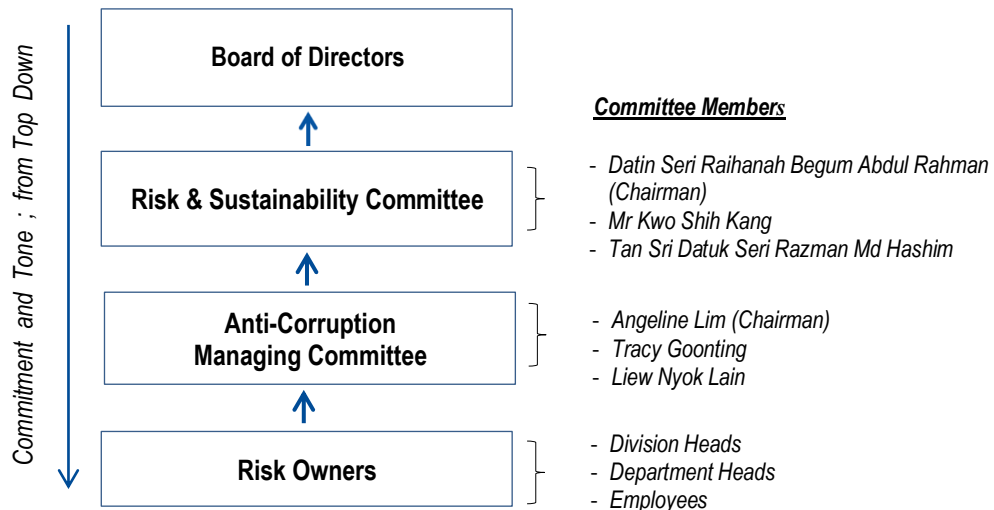 Commitment and Tone ; from Top Down
Board of Directors
Committee Members
Risk & Sustainability Committee
- Datin Seri Raihanah Begum Abdul Rahman
(Chairman)
- Mr Kwo Shih Kang
- Tan Sri Datuk Seri Razman Md Hashim
Anti-Corruption
Managing Committee
- Angeline Lim (Chairman)
- Tracy Goonting
- Liew Nyok Lain
Risk Owners
- Division Heads
- Department Heads
- Employees